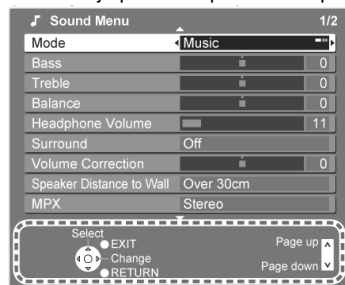 Sound Menu 1/2
Mode Music
Bass 0
Treble 0
Balance 0
Headphone Volume 11
Surround Off
Volume Correction 0
Speaker Distance to Wall Over 30cm
MPX Stereo
Select
EXIT Page up
Change
RETURN Page down